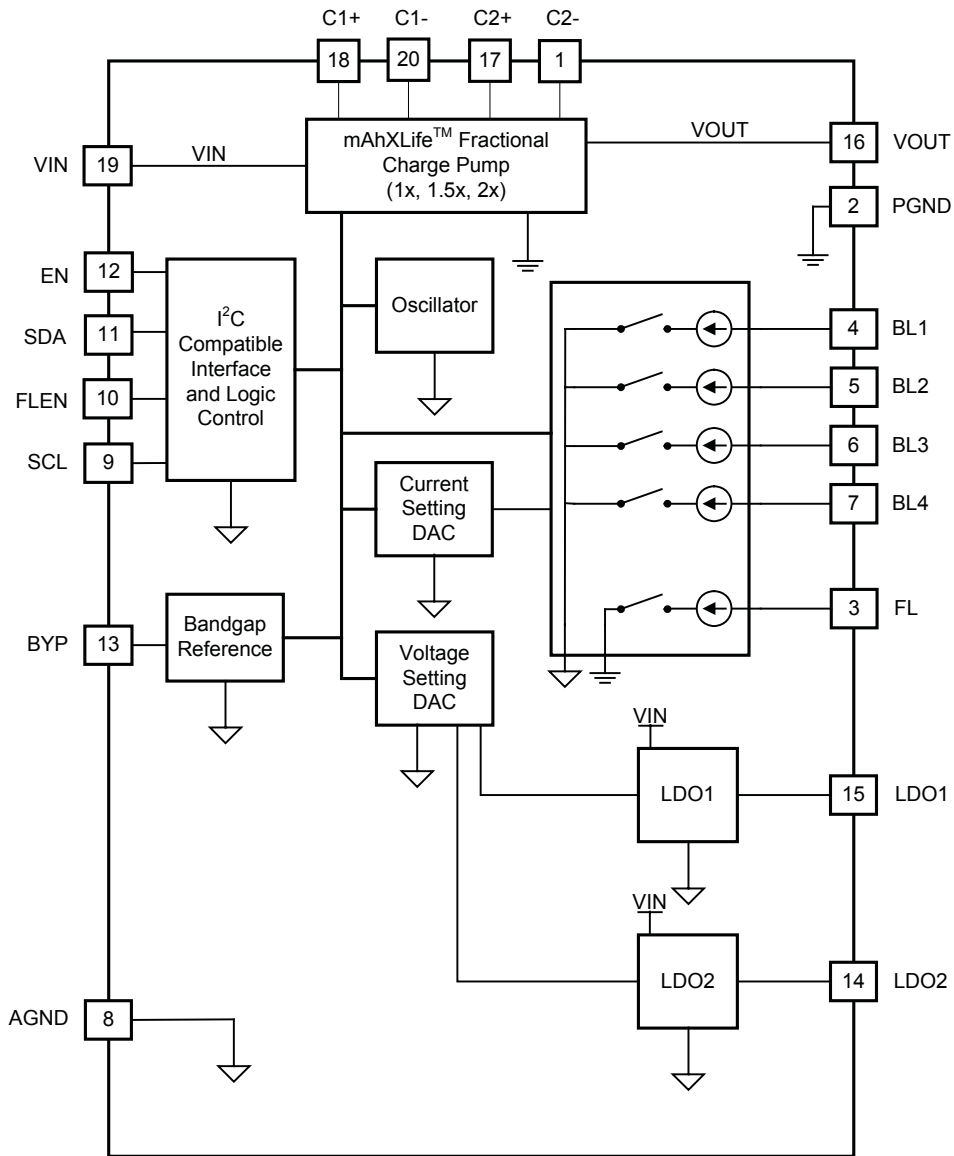 C1+ C1- C2+ C2-
18 20 17 1
mAhXLife™ Fractional
Charge Pump
(1x, 1.5x, 2x)
VIN 19 VIN
VOUT 16 VOUT
2 PGND
EN 12
SDA 11
FLEN 10
SCL 9
I²C
Compatible
Interface
and Logic
Control
Oscillator
4 BL1
5 BL2
6 BL3
7 BL4
3 FL
Current
Setting
DAC
BYP 13
Bandgap
Reference
Voltage
Setting
DAC
VIN
LDO1 15 LDO1
VIN
LDO2 14 LDO2
AGND 8